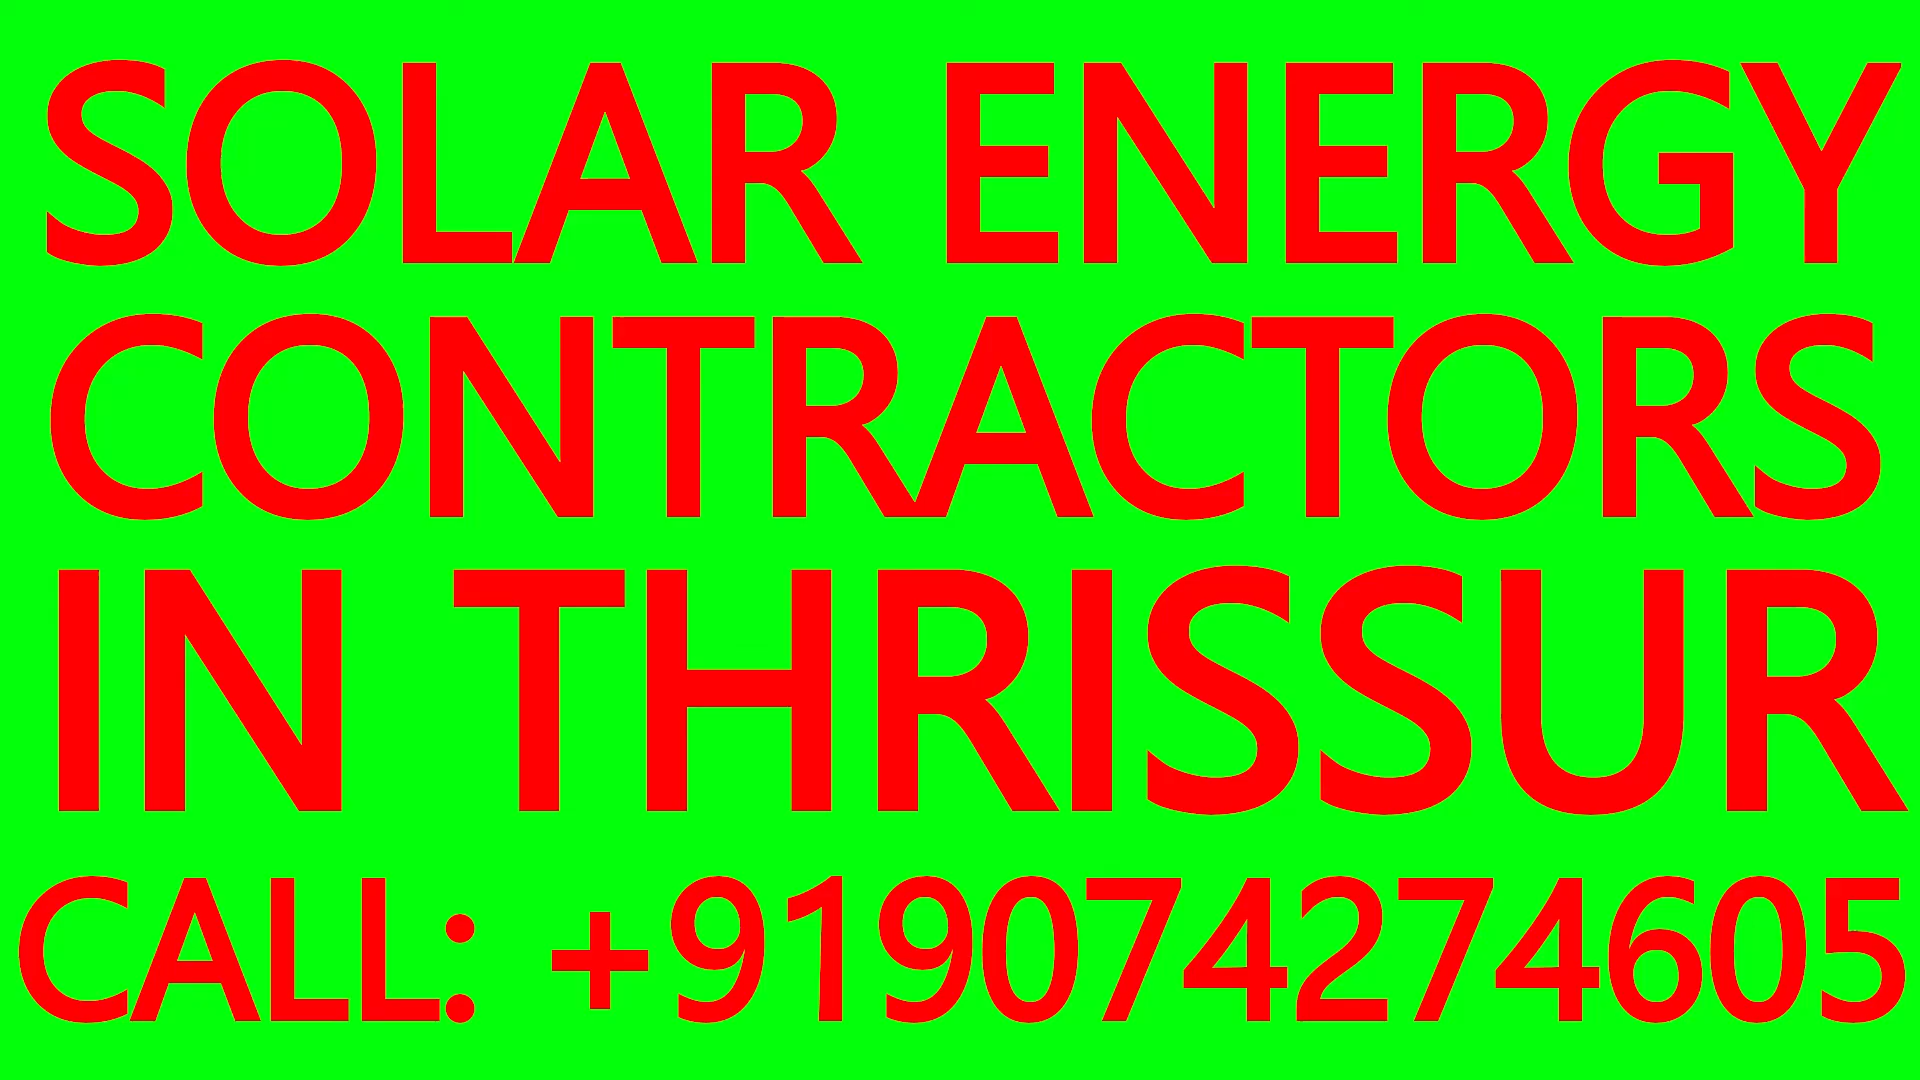 SOLAR ENERGY
CONTRACTORS
IN THRISSUR
CALL: +919074274605